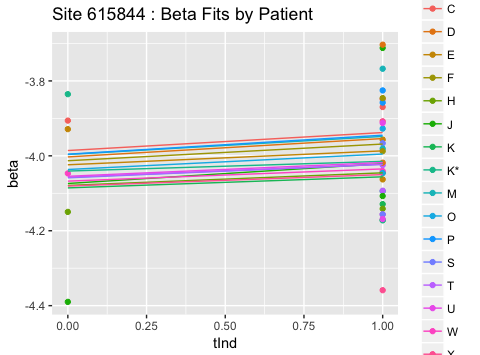 Site 615844 : Beta Fits by Patient
beta
-3.8
-4.0
-4.2
-4.4
0.00 0.25 0.50 0.75 1.00
tInd
C
D
E
F
H
J
K
K*
M
O
P
S
T
U
W